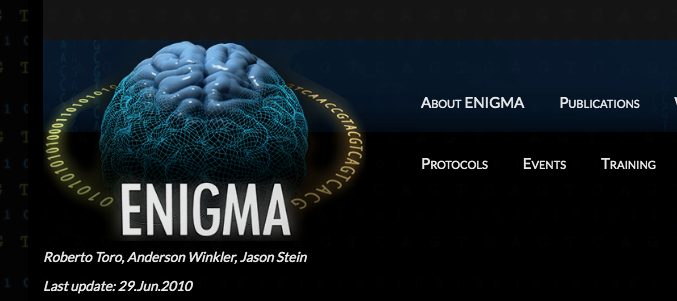 ABOUT ENIGMA PUBLICATIONS
PROTOCOLS EVENTS TRAINING
ENIGMA
Roberto Toro, Anderson Winkler, Jason Stein
Last update: 29.Jun.2010